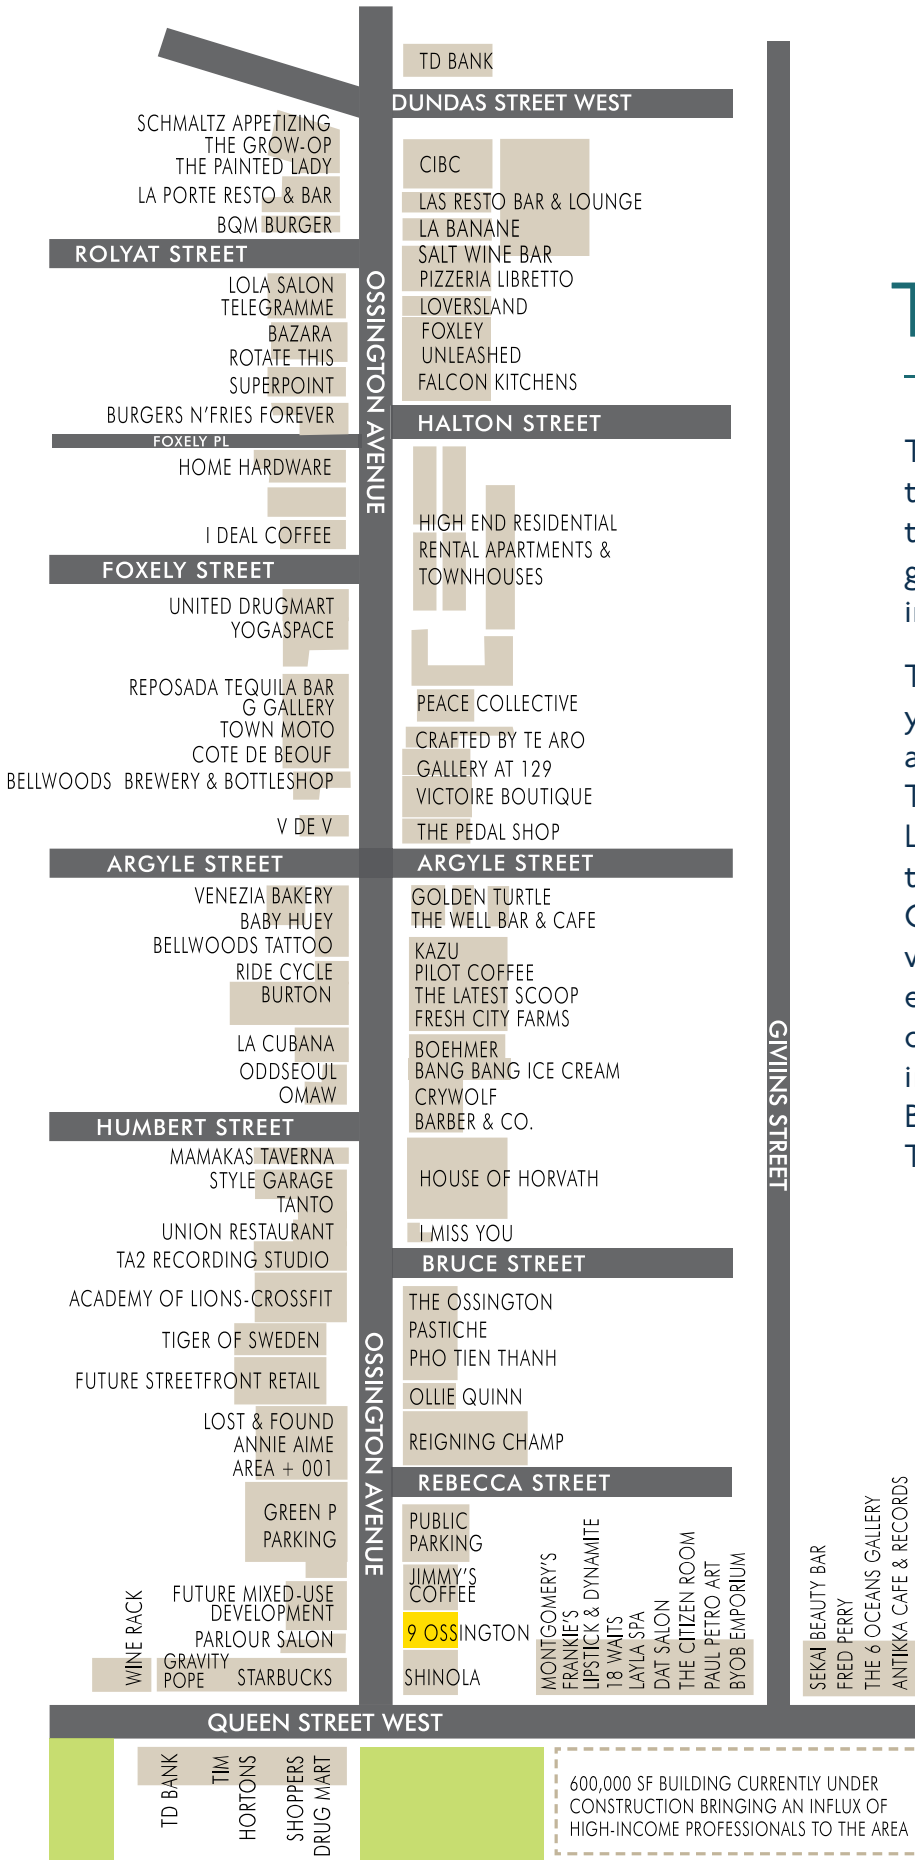 TD BANK
DUNDAS STREET WEST
SCHMALTZ APPETIZING
THE GROW-OP
THE PAINTED LADY
LA PORTE RESTO & BAR
BQM BURGER
CIBC
LAS RESTO BAR & LOUNGE
LA BANANE
SALT WINE BAR
PIZZERIA LIBRETTO
LOVERSLAND
FOXLEY
UNLEASHED
FALCON KITCHENS
ROLYAT STREET
OSSINGTON AVENUE
LOLA SALON
TELEGRAMME
BAZARA
ROTATE THIS
SUPERPOINT
BURGERS N'FRIES FOREVER
HALTON STREET
FOXELY PL
HOME HARDWARE
I DEAL COFFEE
HIGH END RESIDENTIAL
RENTAL APARTMENTS &
TOWNHOUSES
FOXELY STREET
UNITED DRUGMART
YOGASPACE
REPOSADA TEQUILA BAR
G GALLERY
TOWN MOTO
COTE DE BEOUF
BELLWOODS BREWERY & BOTTLESHOP
V DE V
PEACE COLLECTIVE
CRAFTED BY TE ARO
GALLERY AT 129
VICTOIRE BOUTIQUE
THE PEDAL SHOP
ARGYLE STREET
ARGYLE STREET
VENEZIA BAKERY
BABY HUEY
BELLWOODS TATTOO
RIDE CYCLE
BURTON
LA CUBANA
ODDSEOUL
OMAW
GOLDEN TURTLE
THE WELL BAR & CAFE
KAZU
PILOT COFFEE
THE LATEST SCOOP
FRESH CITY FARMS
BOEHMER
BANG BANG ICE CREAM
CRYWOLF
BARBER & CO.
GIVIINS STREET
HUMBERT STREET
MAMAKAS TAVERNA
STYLE GARAGE
TANTO
UNION RESTAURANT
TA2 RECORDING STUDIO
ACADEMY OF LIONS-CROSSFIT
TIGER OF SWEDEN
FUTURE STREETFRONT RETAIL
LOST & FOUND
ANNIE AIME
AREA + 001
GREEN P
PARKING
FUTURE MIXED-USE
DEVELOPMENT
PARLOUR SALON
WINE RACK
GRAVITY
POPE
STARBUCKS
HOUSE OF HORVATH
I MISS YOU
BRUCE STREET
OSSINGTON AVENUE
THE OSSINGTON
PASTICHE
PHO TIEN THANH
OLLIE QUINN
REIGNING CHAMP
REBECCA STREET
PUBLIC
PARKING
JIMMY'S
COFFEE
9 OSSINGTON
SHINOLA
MONTGOMERY'S
FRANKIE'S
LIPSTICK & DYNAMITE
18 WAITS
LAYLA SPA
DAT SALON
THE CITIZEN ROOM
PAUL PETRO ART
BYOB EMPORIUM
SEKAI BEAUTY BAR
FRED PERRY
THE 6 OCEANS GALLERY
ANTIKKA CAFE & RECORDS
QUEEN STREET WEST
TD BANK
TIM
HORTONS
SHOPPERS
DRUG MART
600,000 SF BUILDING CURRENTLY UNDER
CONSTRUCTION BRINGING AN INFLUX OF
HIGH-INCOME PROFESSIONALS TO THE AREA